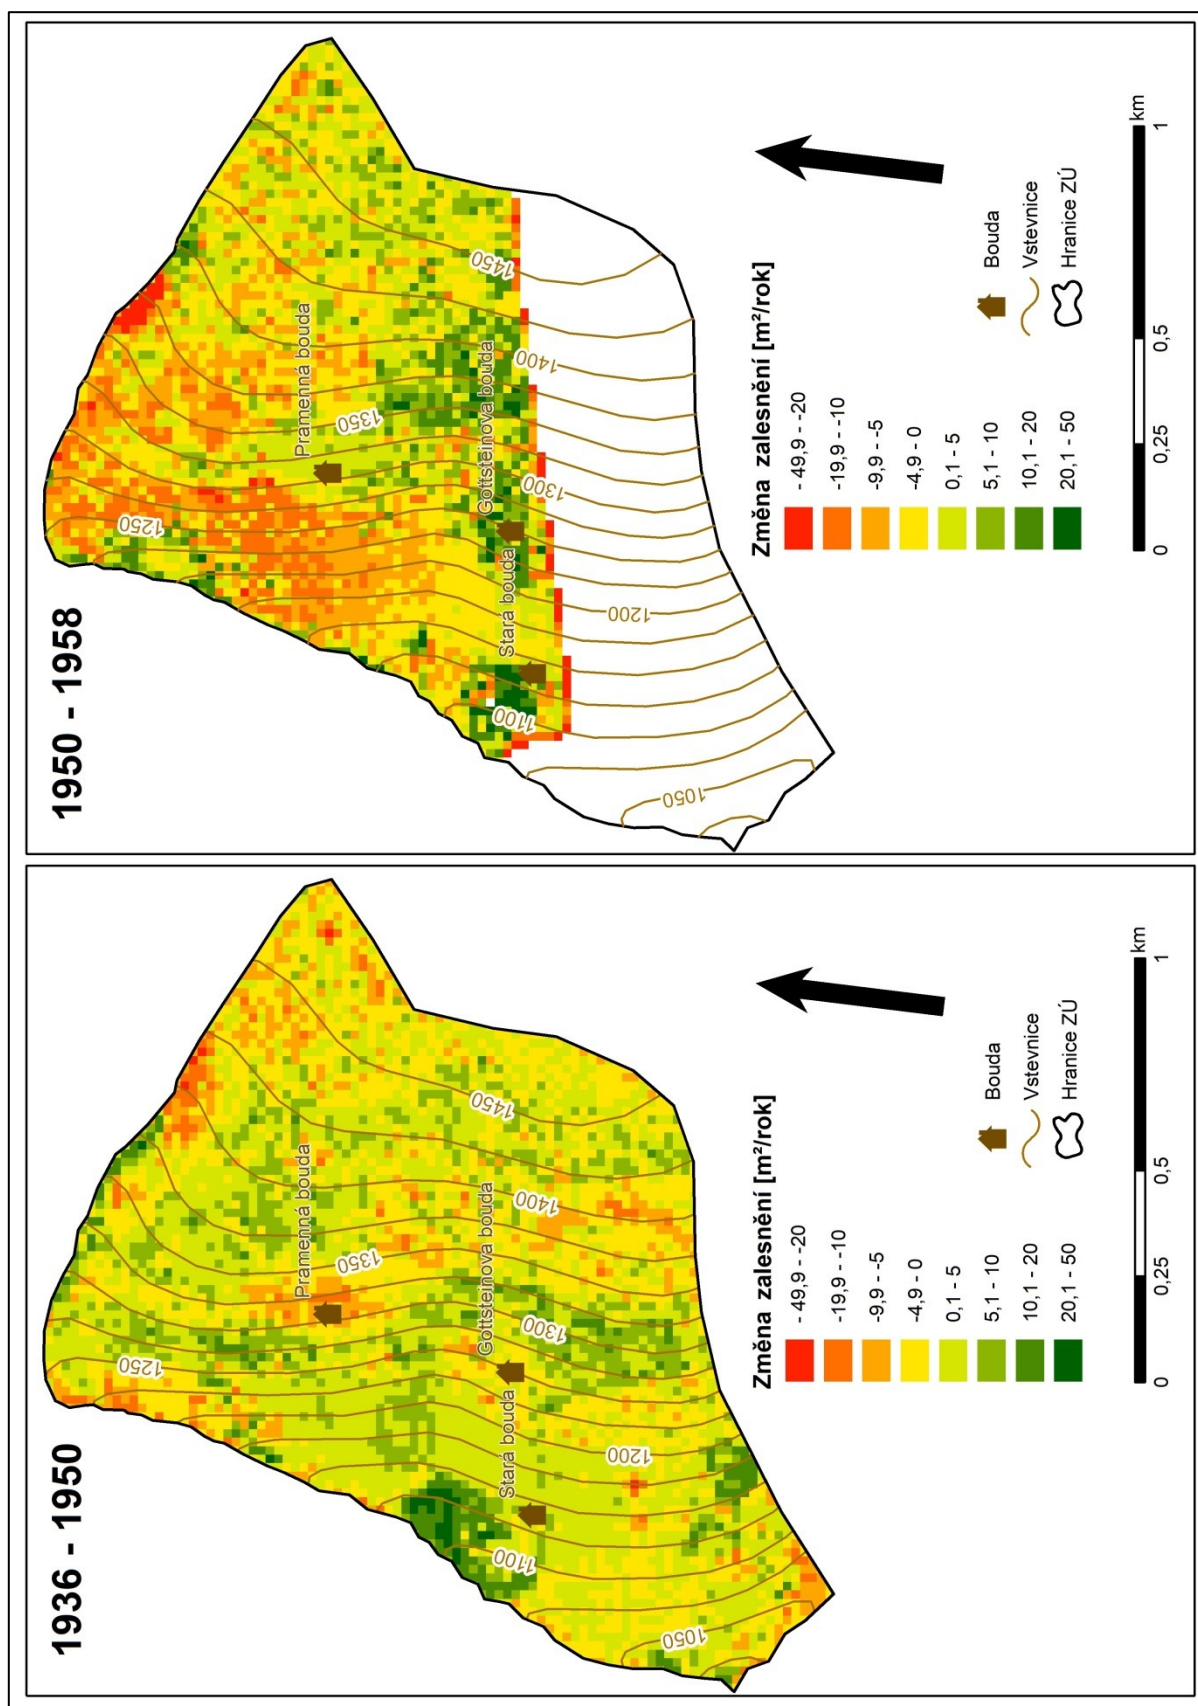 1936 - 1950
1250
Pramenná bouda
1350
Gottsteinova bouda
1450
Stará bouda
1100
1300
1400
1200
1050
Změna zalesnění [m²/rok]
- 49,9 - -20
-19,9 - -10
-9,9 - -5
-4,9 - 0
0,1 - 5
5,1 - 10
10,1 - 20
20,1 - 50
Bouda
Vstevnice
Hranice ZÚ
km
0 0,25 0,5 1
1950 - 1958
1250
Pramenná bouda
1350
Gottsteinova bouda
1450
Stará bouda
1100
1300
1400
1200
1050
Změna zalesnění [m²/rok]
- 49,9 - -20
-19,9 - -10
-9,9 - -5
-4,9 - 0
0,1 - 5
5,1 - 10
10,1 - 20
20,1 - 50
Bouda
Vstevnice
Hranice ZÚ
km
0 0,25 0,5 1